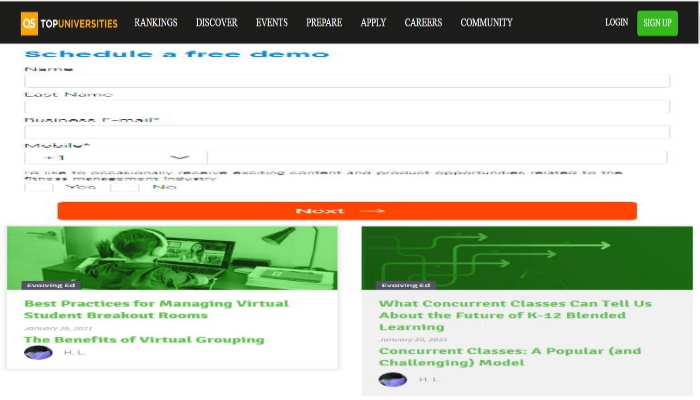 QS TOPUNIVERSITIES RANKINGS DISCOVER EVENTS PREPARE APPLY CAREERS COMMUNITY LOGIN SIGN UP
Schedule a free demo
Name
Last Name
Business E-mail*
Mobile*
+1
I'd like to occasionally receive exciting content and product opportunities related to the
fitness management industry
Yes No
Next →
Evolving Ed
Best Practices for Managing Virtual
Student Breakout Rooms
January 26, 2021
The Benefits of Virtual Grouping
H. L.
Evolving Ed
What Concurrent Classes Can Tell Us
About the Future of K-12 Blended
Learning
January 20, 2021
Concurrent Classes: A Popular (and
Challenging) Model
H. L.